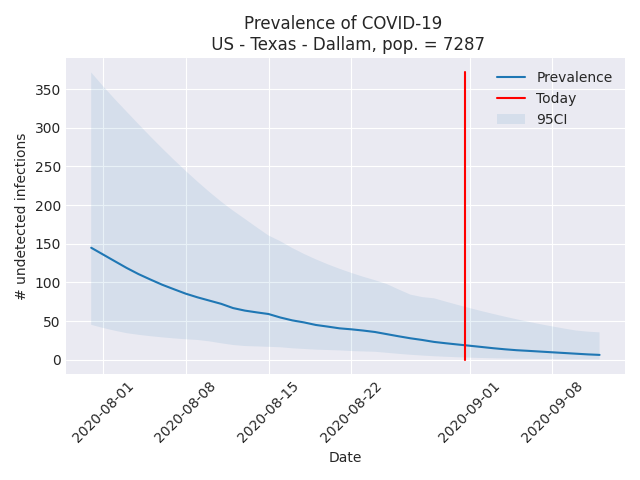 Prevalence of COVID-19
US - Texas - Dallam, pop. = 7287
Prevalence
Today
95CI
# undetected infections
350
300
250
200
150
100
50
0
2020-08-01
2020-08-08
2020-08-15
2020-08-22
2020-09-01
2020-09-08
Date